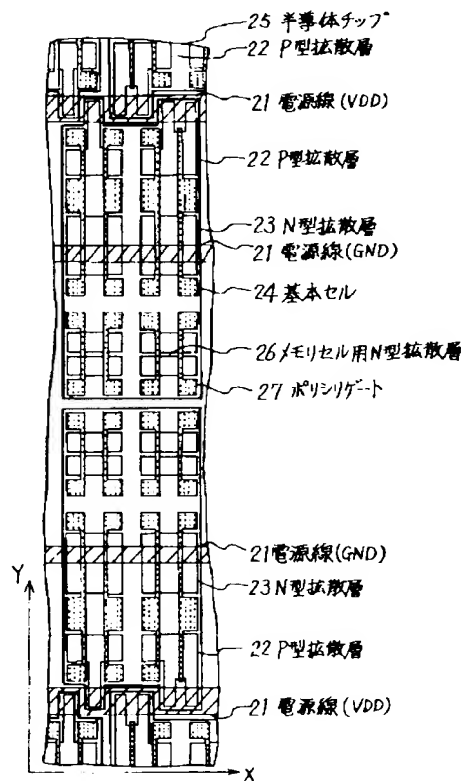 25 半導体チップ
22 P型拡散層
21 電源線(VDD)
22 P型拡散層
23 N型拡散層
21 電源線(GND)
24 基本セル
26 メモリセル用N型拡散層
27 ポリシリゲート
21 電源線(GND)
23 N型拡散層
22 P型拡散層
21 電源線(VDD)
Y
X